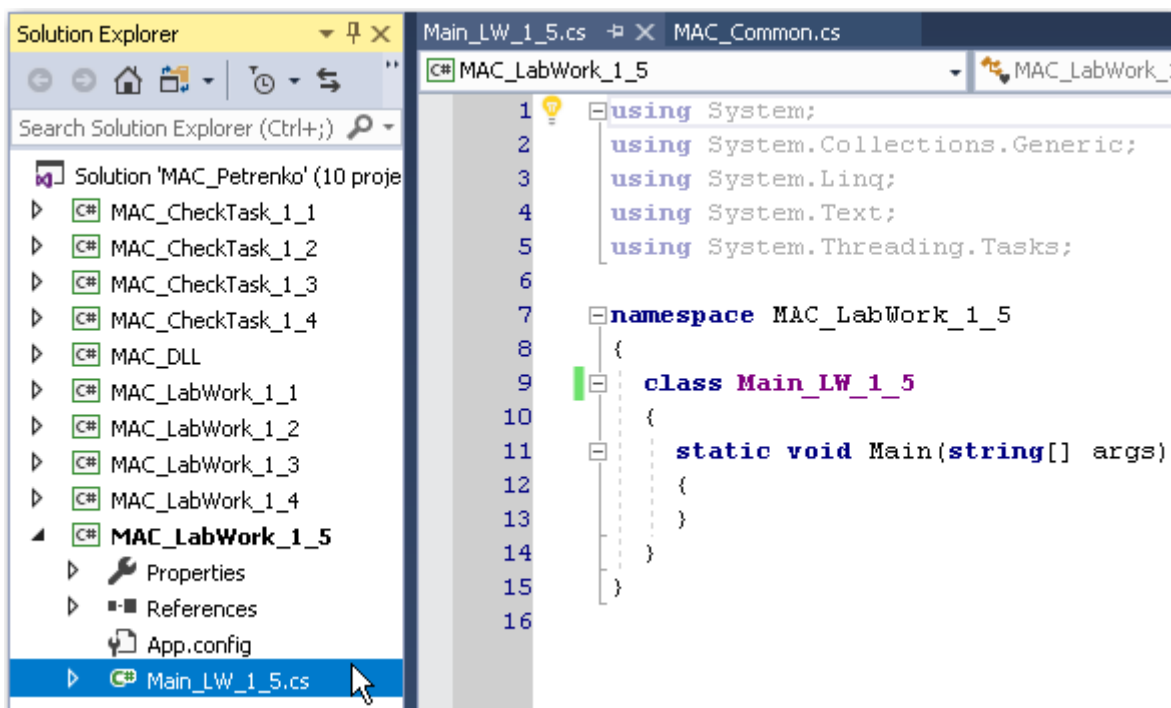 Solution Explorer
Search Solution Explorer (Ctrl+;)
Solution 'MAC_Petrenko' (10 proje
C# MAC_CheckTask_1_1
C# MAC_CheckTask_1_2
C# MAC_CheckTask_1_3
C# MAC_CheckTask_1_4
C# MAC_DLL
C# MAC_LabWork_1_1
C# MAC_LabWork_1_2
C# MAC_LabWork_1_3
C# MAC_LabWork_1_4
C# MAC_LabWork_1_5
Properties
References
App.config
C# Main_LW_1_5.cs
Main_LW_1_5.cs MAC_Common.cs
C# MAC_LabWork_1_5 MAC_LabWork_1
1 using System;
2 using System.Collections.Generic;
3 using System.Linq;
4 using System.Text;
5 using System.Threading.Tasks;
6
7 namespace MAC_LabWork_1_5
8 {
9 class Main_LW_1_5
10 {
11 static void Main(string[] args)
12 {
13 }
14 }
15 }
16